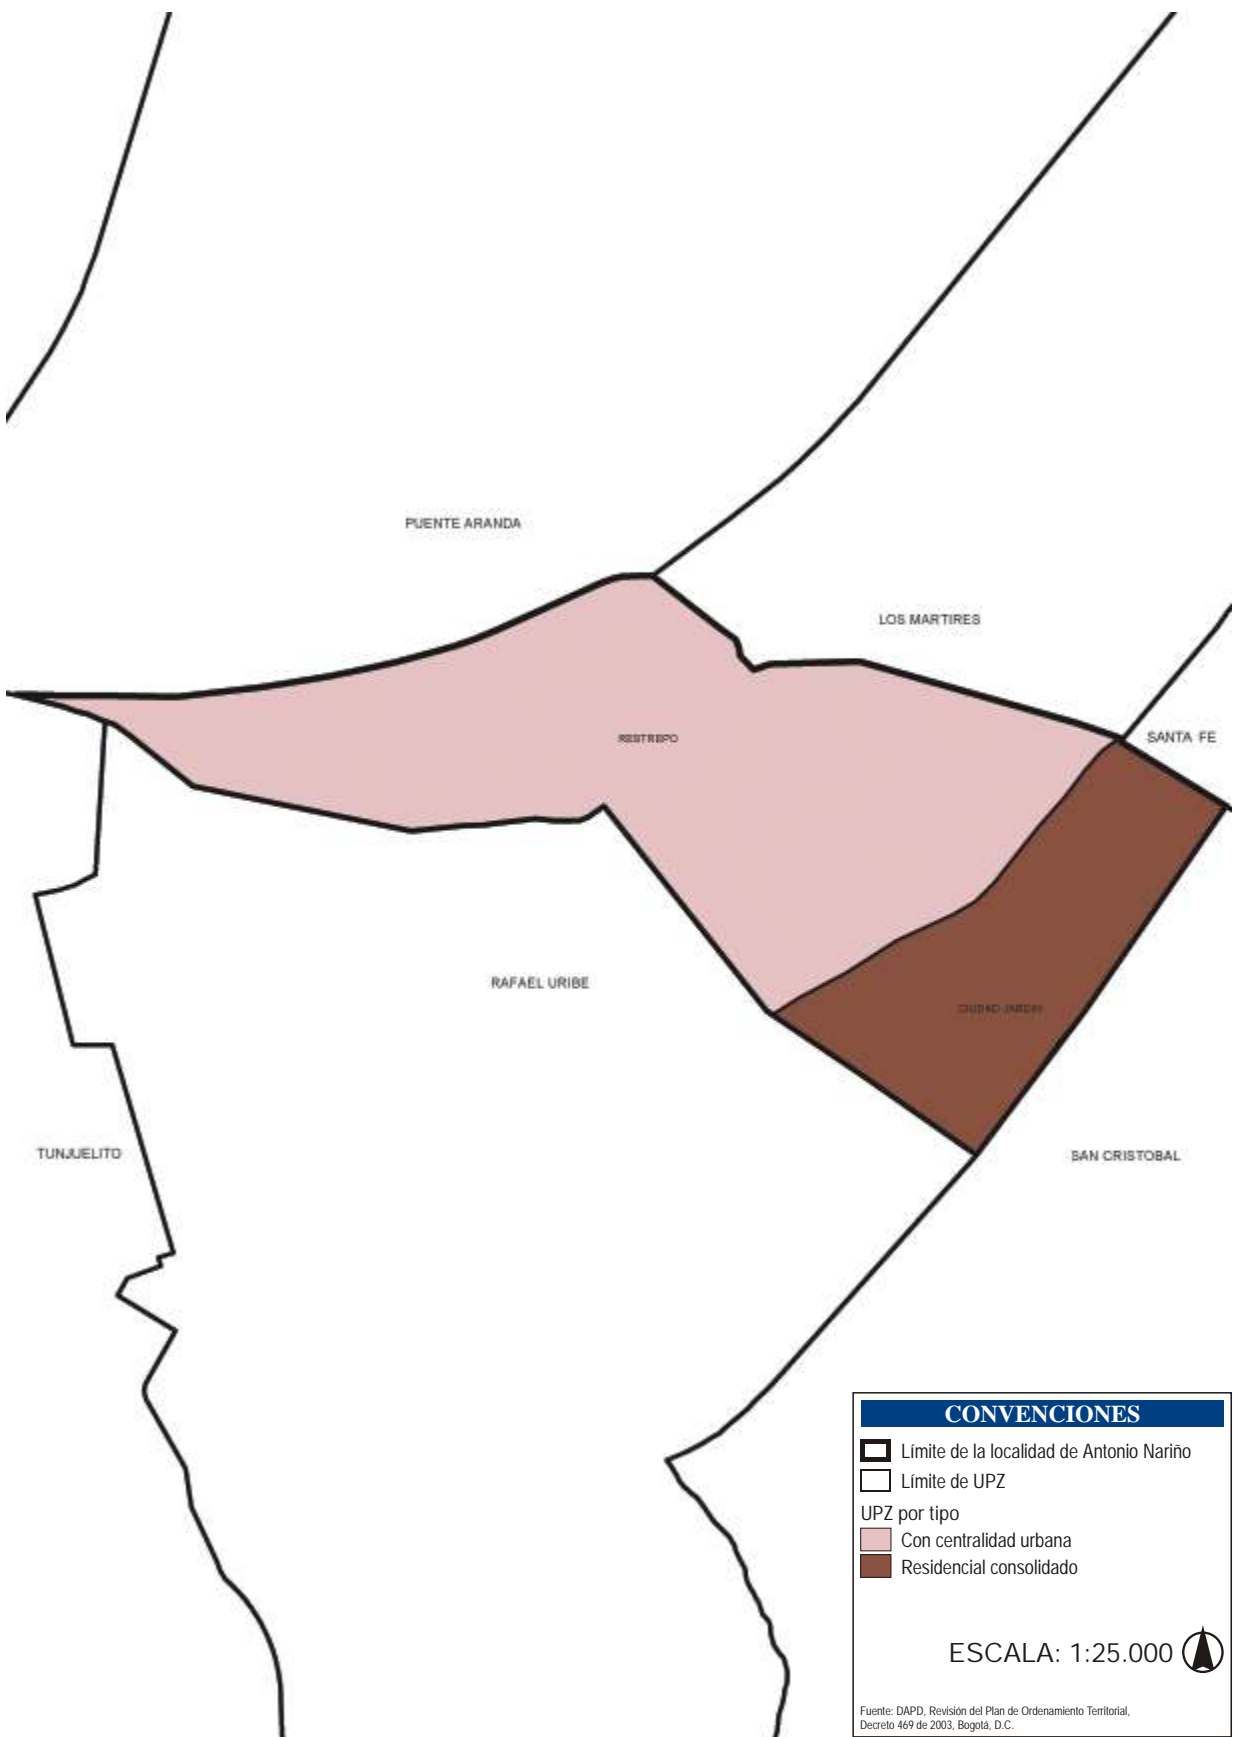 PUENTE ARANDA
LOS MARTIRES
RESTREPO
SANTA FE
RAFAEL URIBE
CIUDAD JARDIN
TUNJUELITO
SAN CRISTOBAL
CONVENCIONES
Límite de la localidad de Antonio Nariño
Límite de UPZ
UPZ por tipo
Con centralidad urbana
Residencial consolidado
ESCALA: 1:25.000
Fuente: DAPD, Revisión del Plan de Ordenamiento Territorial,
Decreto 469 de 2003, Bogotá, D.C.